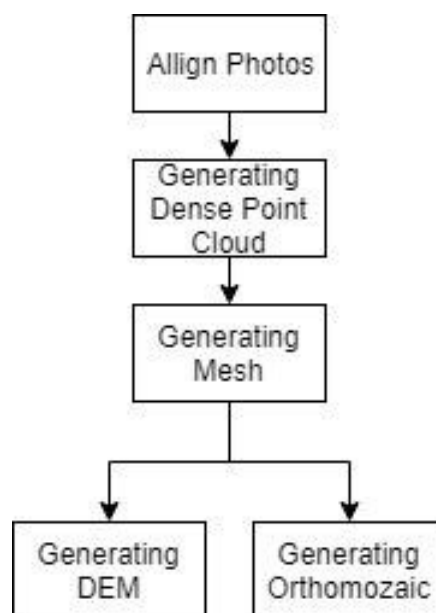 Allign Photos
Generating
Dense Point
Cloud
Generating
Mesh
Generating
DEM
Generating
Orthomozaic